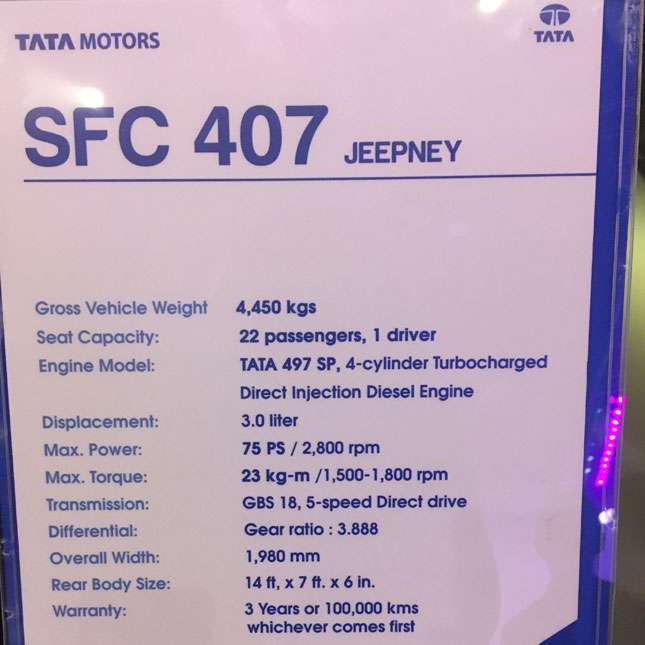 TATA MOTORS
TATA
SFC 407 JEEPNEY
Gross Vehicle Weight 4,450 kgs
Seat Capacity: 22 passengers, 1 driver
Engine Model: TATA 497 SP, 4-cylinder Turbocharged
Direct Injection Diesel Engine
Displacement: 3.0 liter
Max. Power: 75 PS / 2,800 rpm
Max. Torque: 23 kg-m /1,500-1,800 rpm
Transmission: GBS 18, 5-speed Direct drive
Differential: Gear ratio : 3.888
Overall Width: 1,980 mm
Rear Body Size: 14 ft, x 7 ft. x 6 in.
Warranty: 3 Years or 100,000 kms
whichever comes first